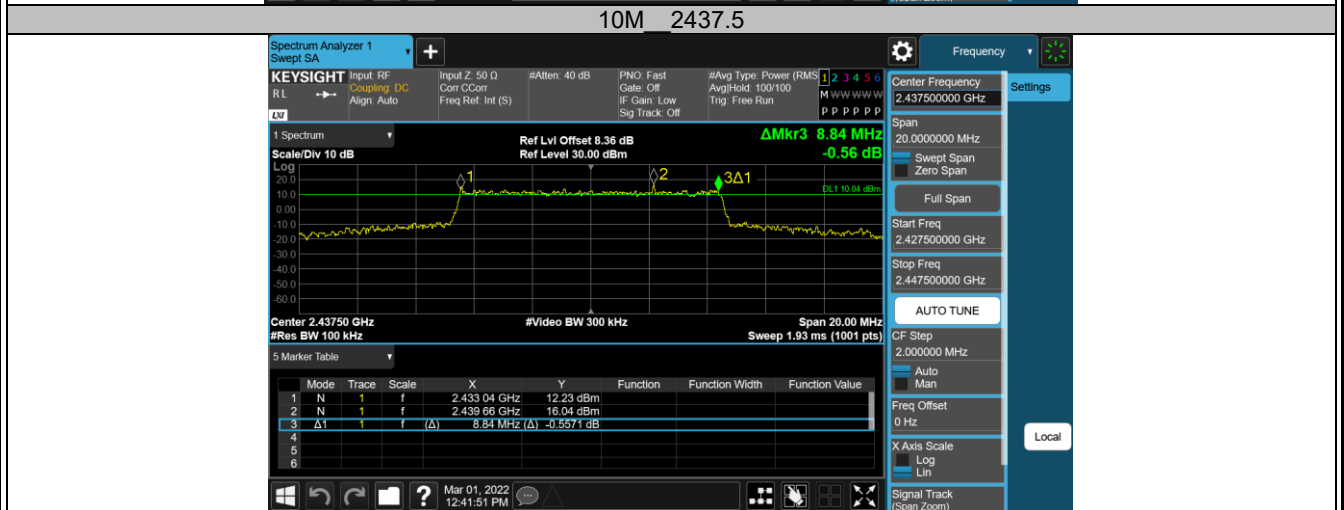 10M__2437.5
Spectrum Analyzer 1
Swept SA
+
Frequency
KEYSIGHT
RL
LXI
Input: RF
Coupling: DC
Align: Auto
Input Z: 50 Ω
Corr CCorr
Freq Ref: Int (S)
#Atten: 40 dB
PNO: Fast
Gate: Off
IF Gain: Low
Sig Track: Off
#Avg Type: Power (RMS
Avg|Hold: 100/100
Trig: Free Run
1 2 3 4 5 6
M W W W W W
P P P P P P
1 Spectrum
Scale/Div 10 dB
Ref Lvl Offset 8.36 dB
Ref Level 30.00 dBm
ΔMkr3 8.84 MHz
-0.56 dB
Log
20.0
10.0
0.00
-10.0
-20.0
-30.0
-40.0
-50.0
-60.0
1
2
3Δ1
DL1 10.04 dBm
Center 2.43750 GHz
#Video BW 300 kHz
Span 20.00 MHz
#Res BW 100 kHz
Sweep 1.93 ms (1001 pts)
5 Marker Table
Mode Trace Scale X Y Function Function Width Function Value
1 N 1 f 2.433 04 GHz 12.23 dBm
2 N 1 f 2.439 66 GHz 16.04 dBm
3 Δ1 1 f (Δ) 8.84 MHz (Δ) -0.5571 dB
4
5
6
?
Mar 01, 2022
12:41:51 PM
Center Frequency
2.437500000 GHz
Settings
Span
20.0000000 MHz
Swept Span
Zero Span
Full Span
Start Freq
2.427500000 GHz
Stop Freq
2.447500000 GHz
AUTO TUNE
CF Step
2.000000 MHz
Auto
Man
Freq Offset
0 Hz
X Axis Scale
Log
Lin
Local
Signal Track
(Span Zoom)